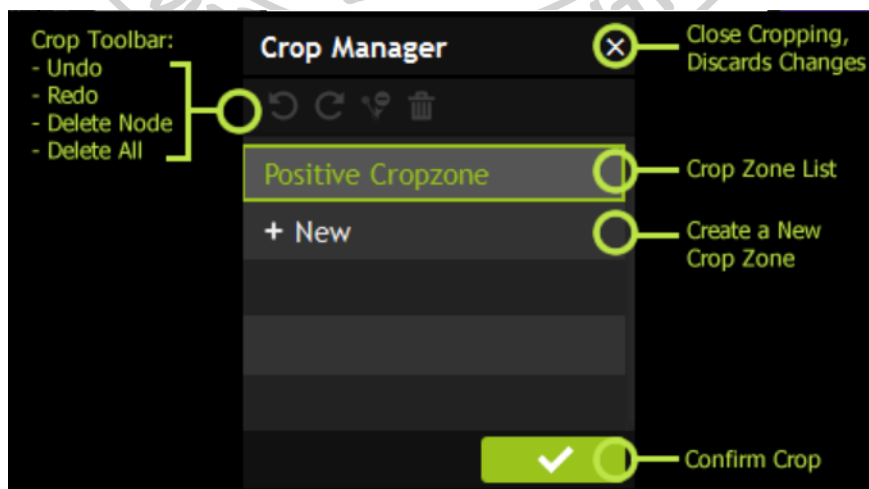 Crop Toolbar:
- Undo
- Redo
- Delete Node
- Delete All
Crop Manager
Close Cropping,
Discards Changes
Positive Cropzone
Crop Zone List
+ New
Create a New
Crop Zone
Confirm Crop